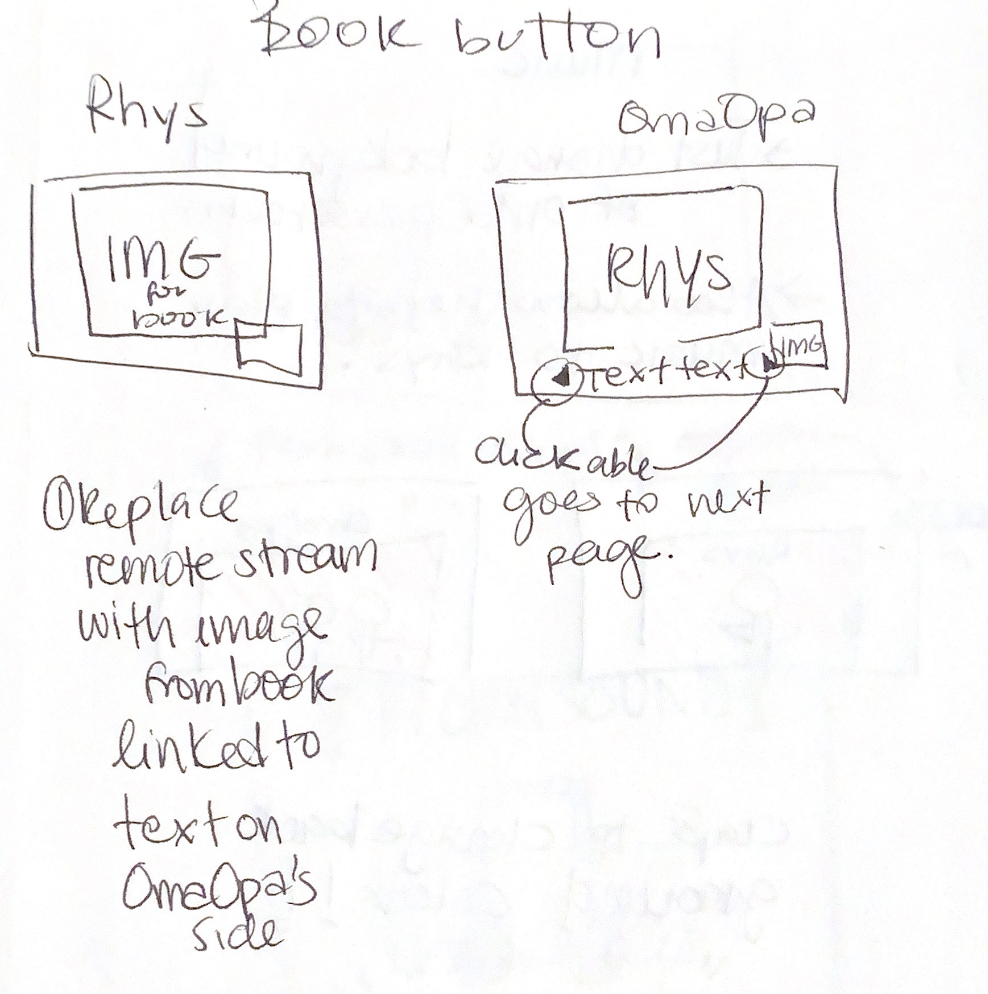 Book button
Rhys
OmaOpa
IMG
for
book
Rhys
IMG
Text text
Clickable
goes to next
page.
① Replace
remote stream
with image
from book
linked to
text on
OmaOpa's
side